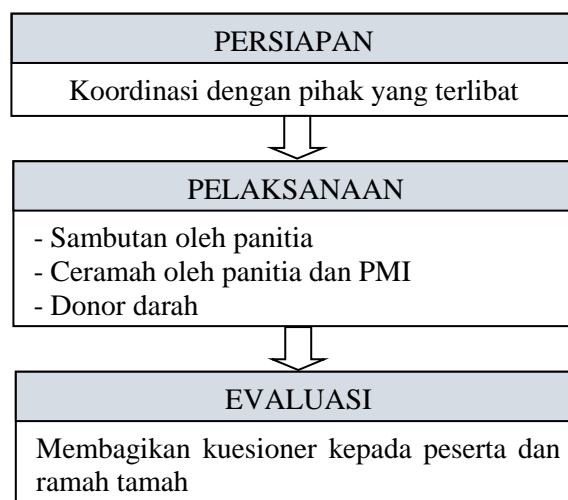 PERSIAPAN
Koordinasi dengan pihak yang terlibat
PELAKSANAAN
- Sambutan oleh panitia
- Ceramah oleh panitia dan PMI
- Donor darah
EVALUASI
Membagikan kuesioner kepada peserta dan
ramah tamah